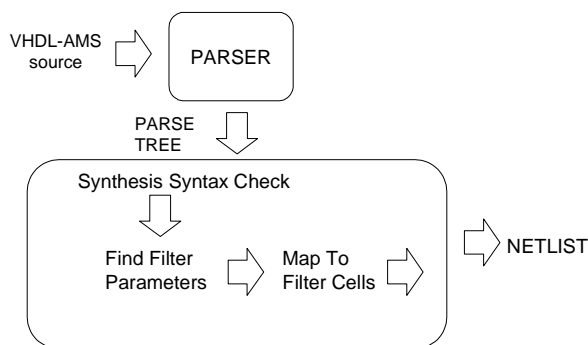 VHDL-AMS
source
PARSER
PARSE
TREE
Synthesis Syntax Check
Find Filter
Parameters
Map To
Filter Cells
NETLIST